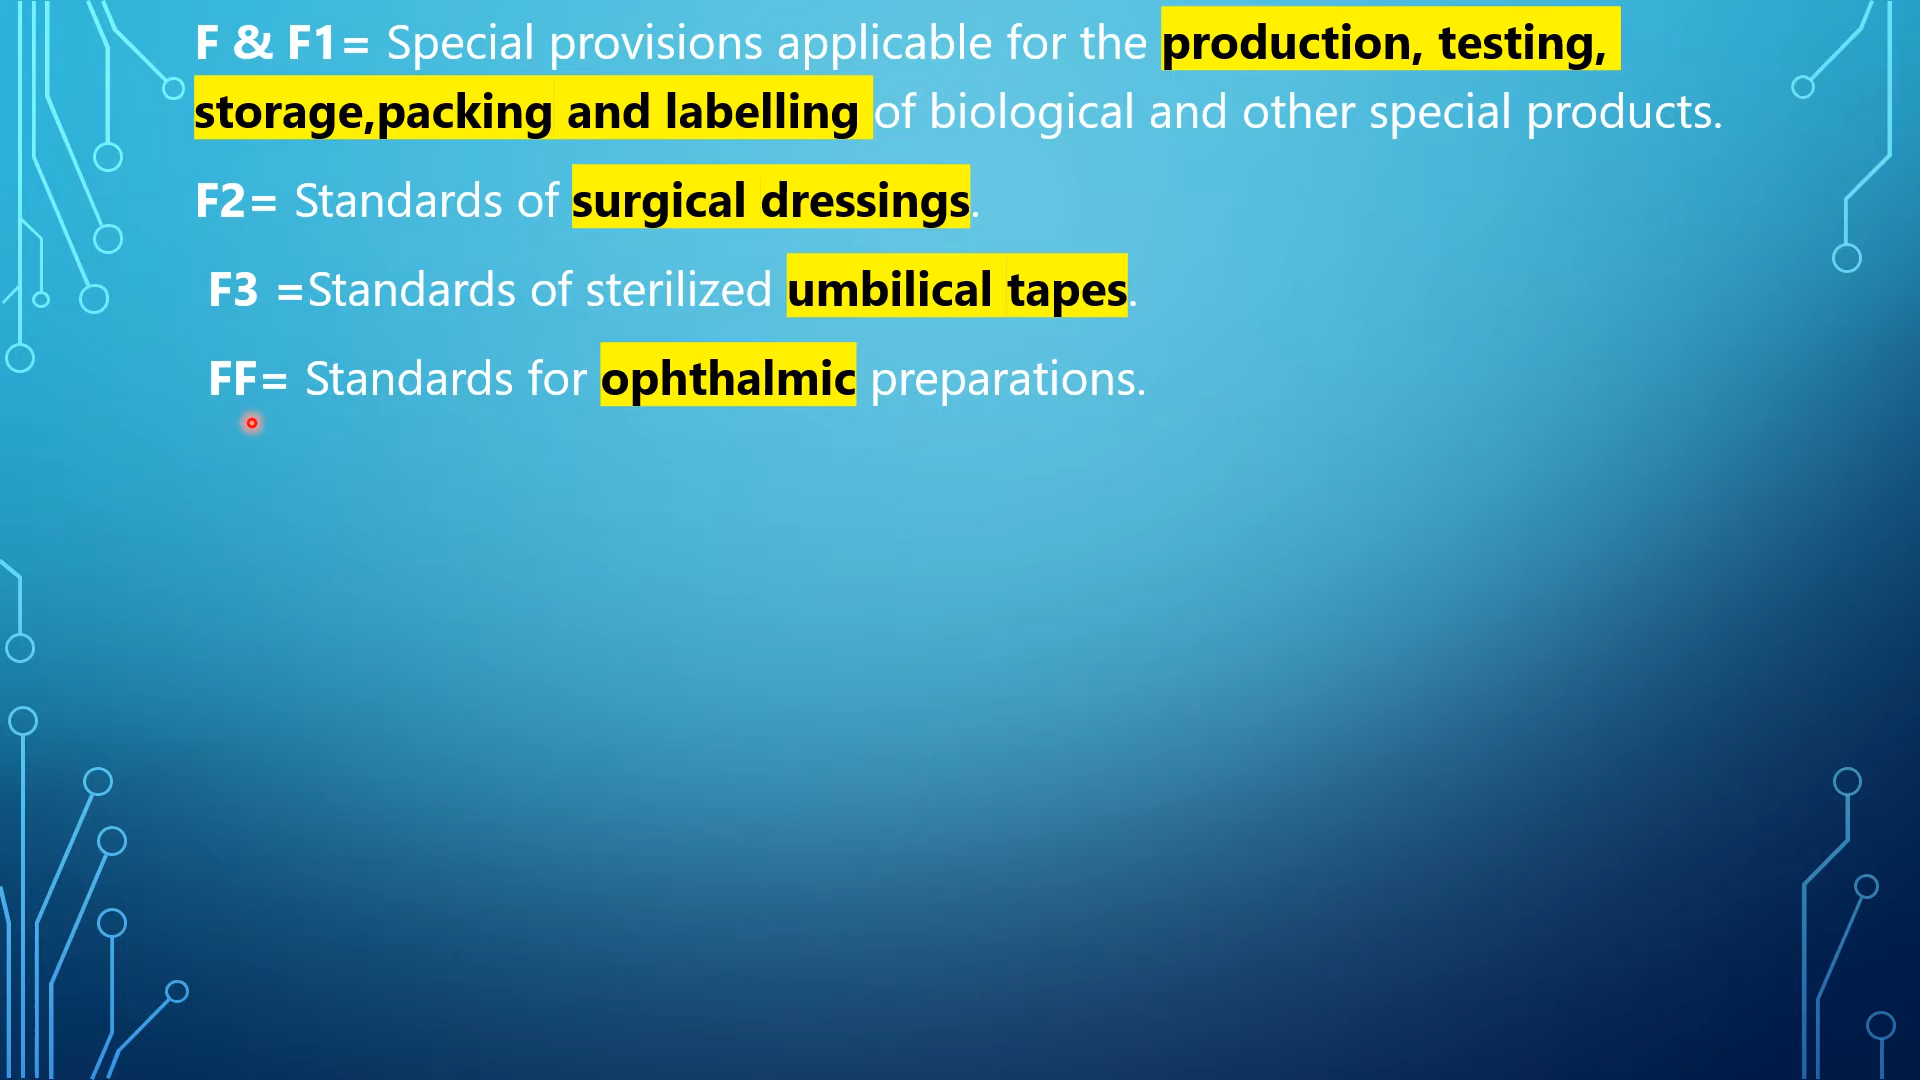 F & F1= Special provisions applicable for the production, testing,
storage,packing and labelling of biological and other special products.
F2= Standards of surgical dressings.
F3 =Standards of sterilized umbilical tapes.
FF= Standards for ophthalmic preparations.